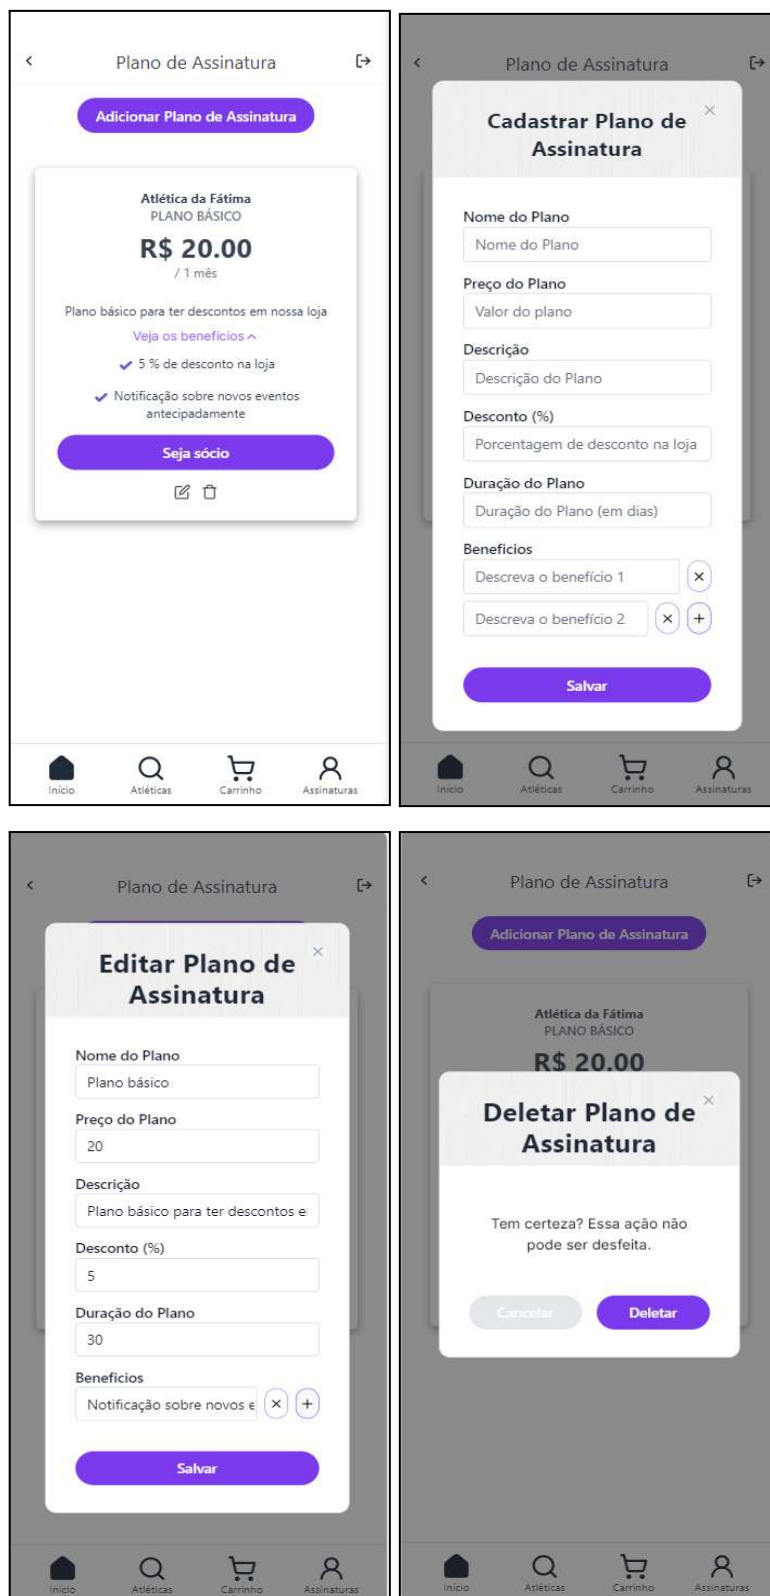 Plano de Assinatura
Adicionar Plano de Assinatura
Atlética da Fátima
PLANO BÁSICO
R$ 20.00
/ 1 mês
Plano básico para ter descontos em nossa loja
Veja os benefícios
5 % de desconto na loja
Notificação sobre novos eventos
antecipadamente
Seja sócio
Início
Atléticas
Carrinho
Assinaturas
Plano de Assinatura
Cadastrar Plano de
Assinatura
Nome do Plano
Nome do Plano
Preço do Plano
Valor do plano
Descrição
Descrição do Plano
Desconto (%)
Porcentagem de desconto na loja
Duração do Plano
Duração do Plano (em dias)
Beneficios
Descreva o benefício 1
Descreva o benefício 2
Salvar
Início
Atléticas
Carrinho
Assinaturas
Plano de Assinatura
Editar Plano de
Assinatura
Nome do Plano
Plano básico
Preço do Plano
20
Descrição
Plano básico para ter descontos e
Desconto (%)
5
Duração do Plano
30
Beneficios
Notificação sobre novos e
Salvar
Início
Atléticas
Carrinho
Assinaturas
Plano de Assinatura
Adicionar Plano de Assinatura
Atlética da Fátima
PLANO BÁSICO
R$ 20.00
Deletar Plano de
Assinatura
Tem certeza? Essa ação não
pode ser desfeita.
Cancelar
Deletar
Início
Atléticas
Carrinho
Assinaturas